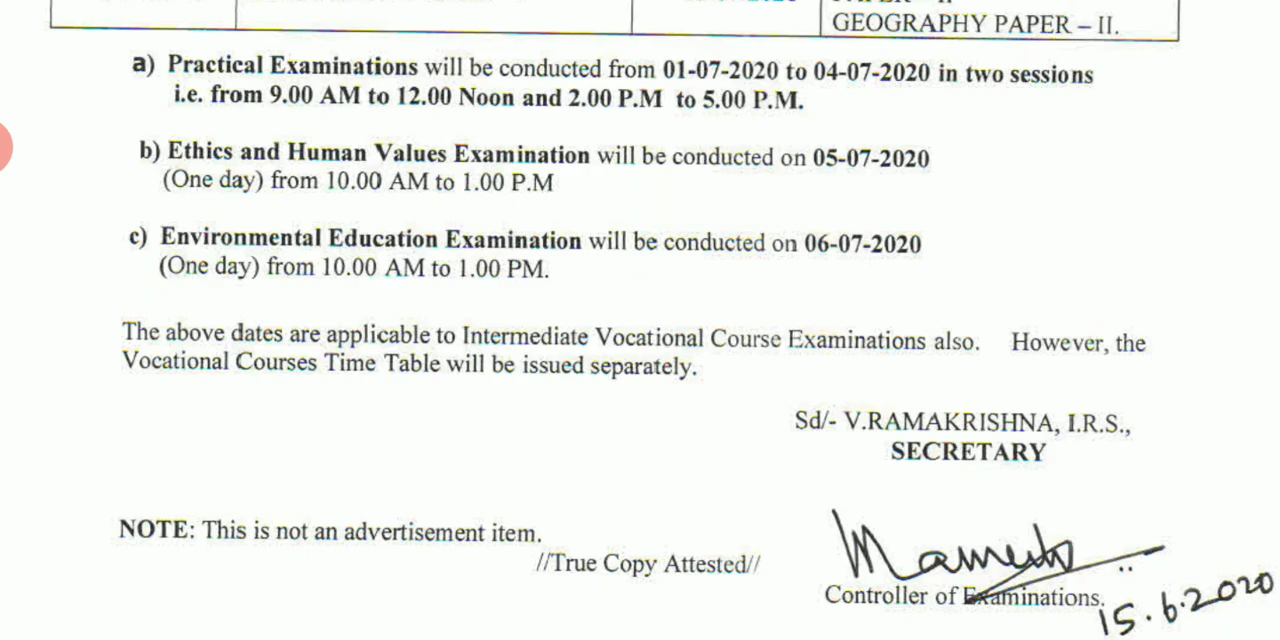 GEOGRAPHY PAPER – II.
a) Practical Examinations will be conducted from 01-07-2020 to 04-07-2020 in two sessions
i.e. from 9.00 AM to 12.00 Noon and 2.00 P.M to 5.00 P.M.
b) Ethics and Human Values Examination will be conducted on 05-07-2020
(One day) from 10.00 AM to 1.00 P.M
c) Environmental Education Examination will be conducted on 06-07-2020
(One day) from 10.00 AM to 1.00 PM.
The above dates are applicable to Intermediate Vocational Course Examinations also. However, the
Vocational Courses Time Table will be issued separately.
Sd/- V.RAMAKRISHNA, I.R.S.,
SECRETARY
NOTE: This is not an advertisement item.
//True Copy Attested//
Controller of Examinations.
15.6.2020